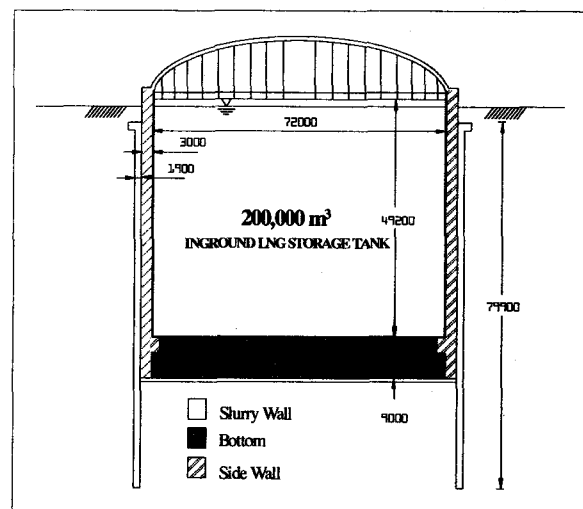 72000
3000
1900
200,000 m³
INGROUND LNG STORAGE TANK
49200
79900
9000
Slurry Wall
Bottom
Side Wall